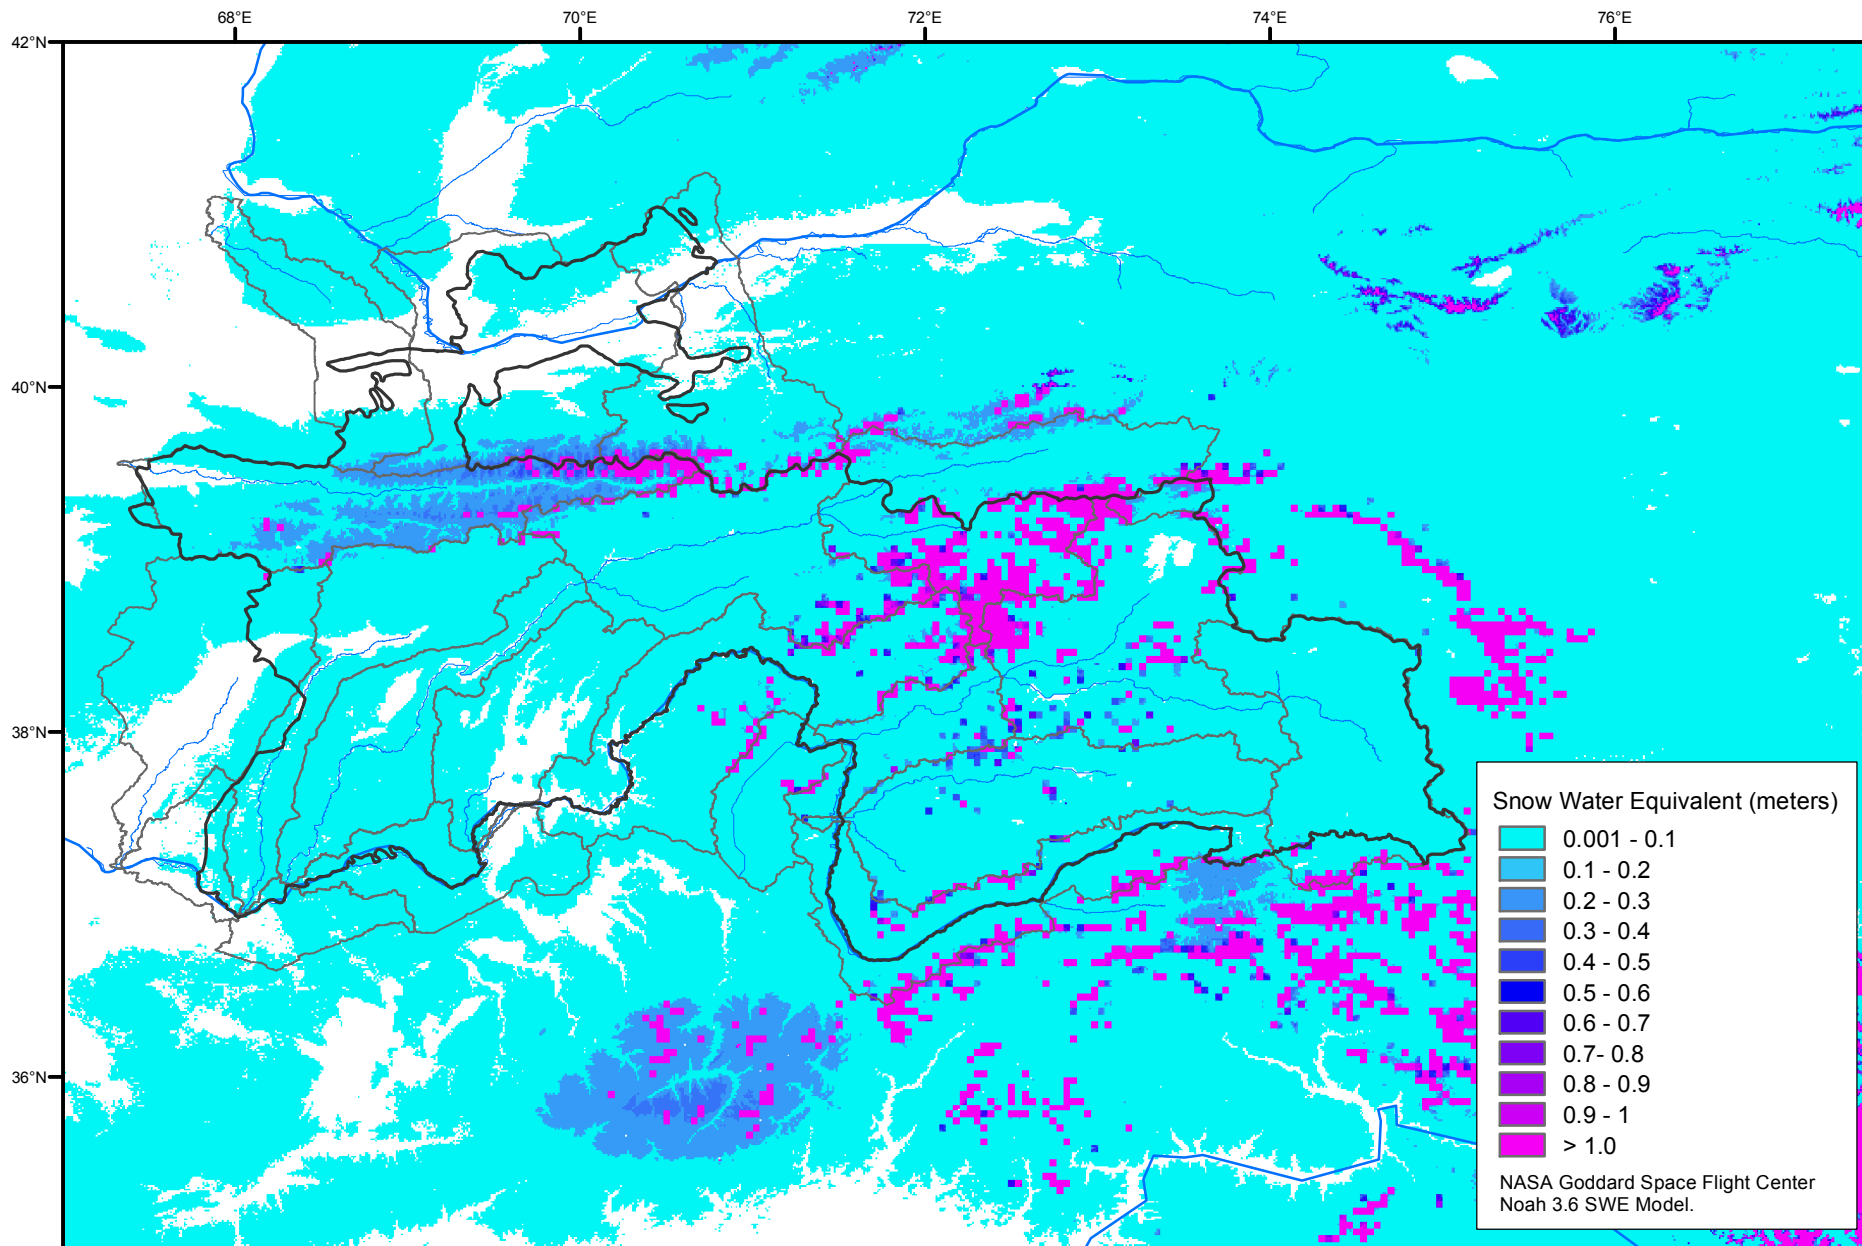 68°E 70°E 72°E 74°E 76°E
42°N
40°N
38°N
36°N
Snow Water Equivalent (meters)
0.001 - 0.1
0.1 - 0.2
0.2 - 0.3
0.3 - 0.4
0.4 - 0.5
0.5 - 0.6
0.6 - 0.7
0.7- 0.8
0.8 - 0.9
0.9 - 1
> 1.0
NASA Goddard Space Flight Center
Noah 3.6 SWE Model.